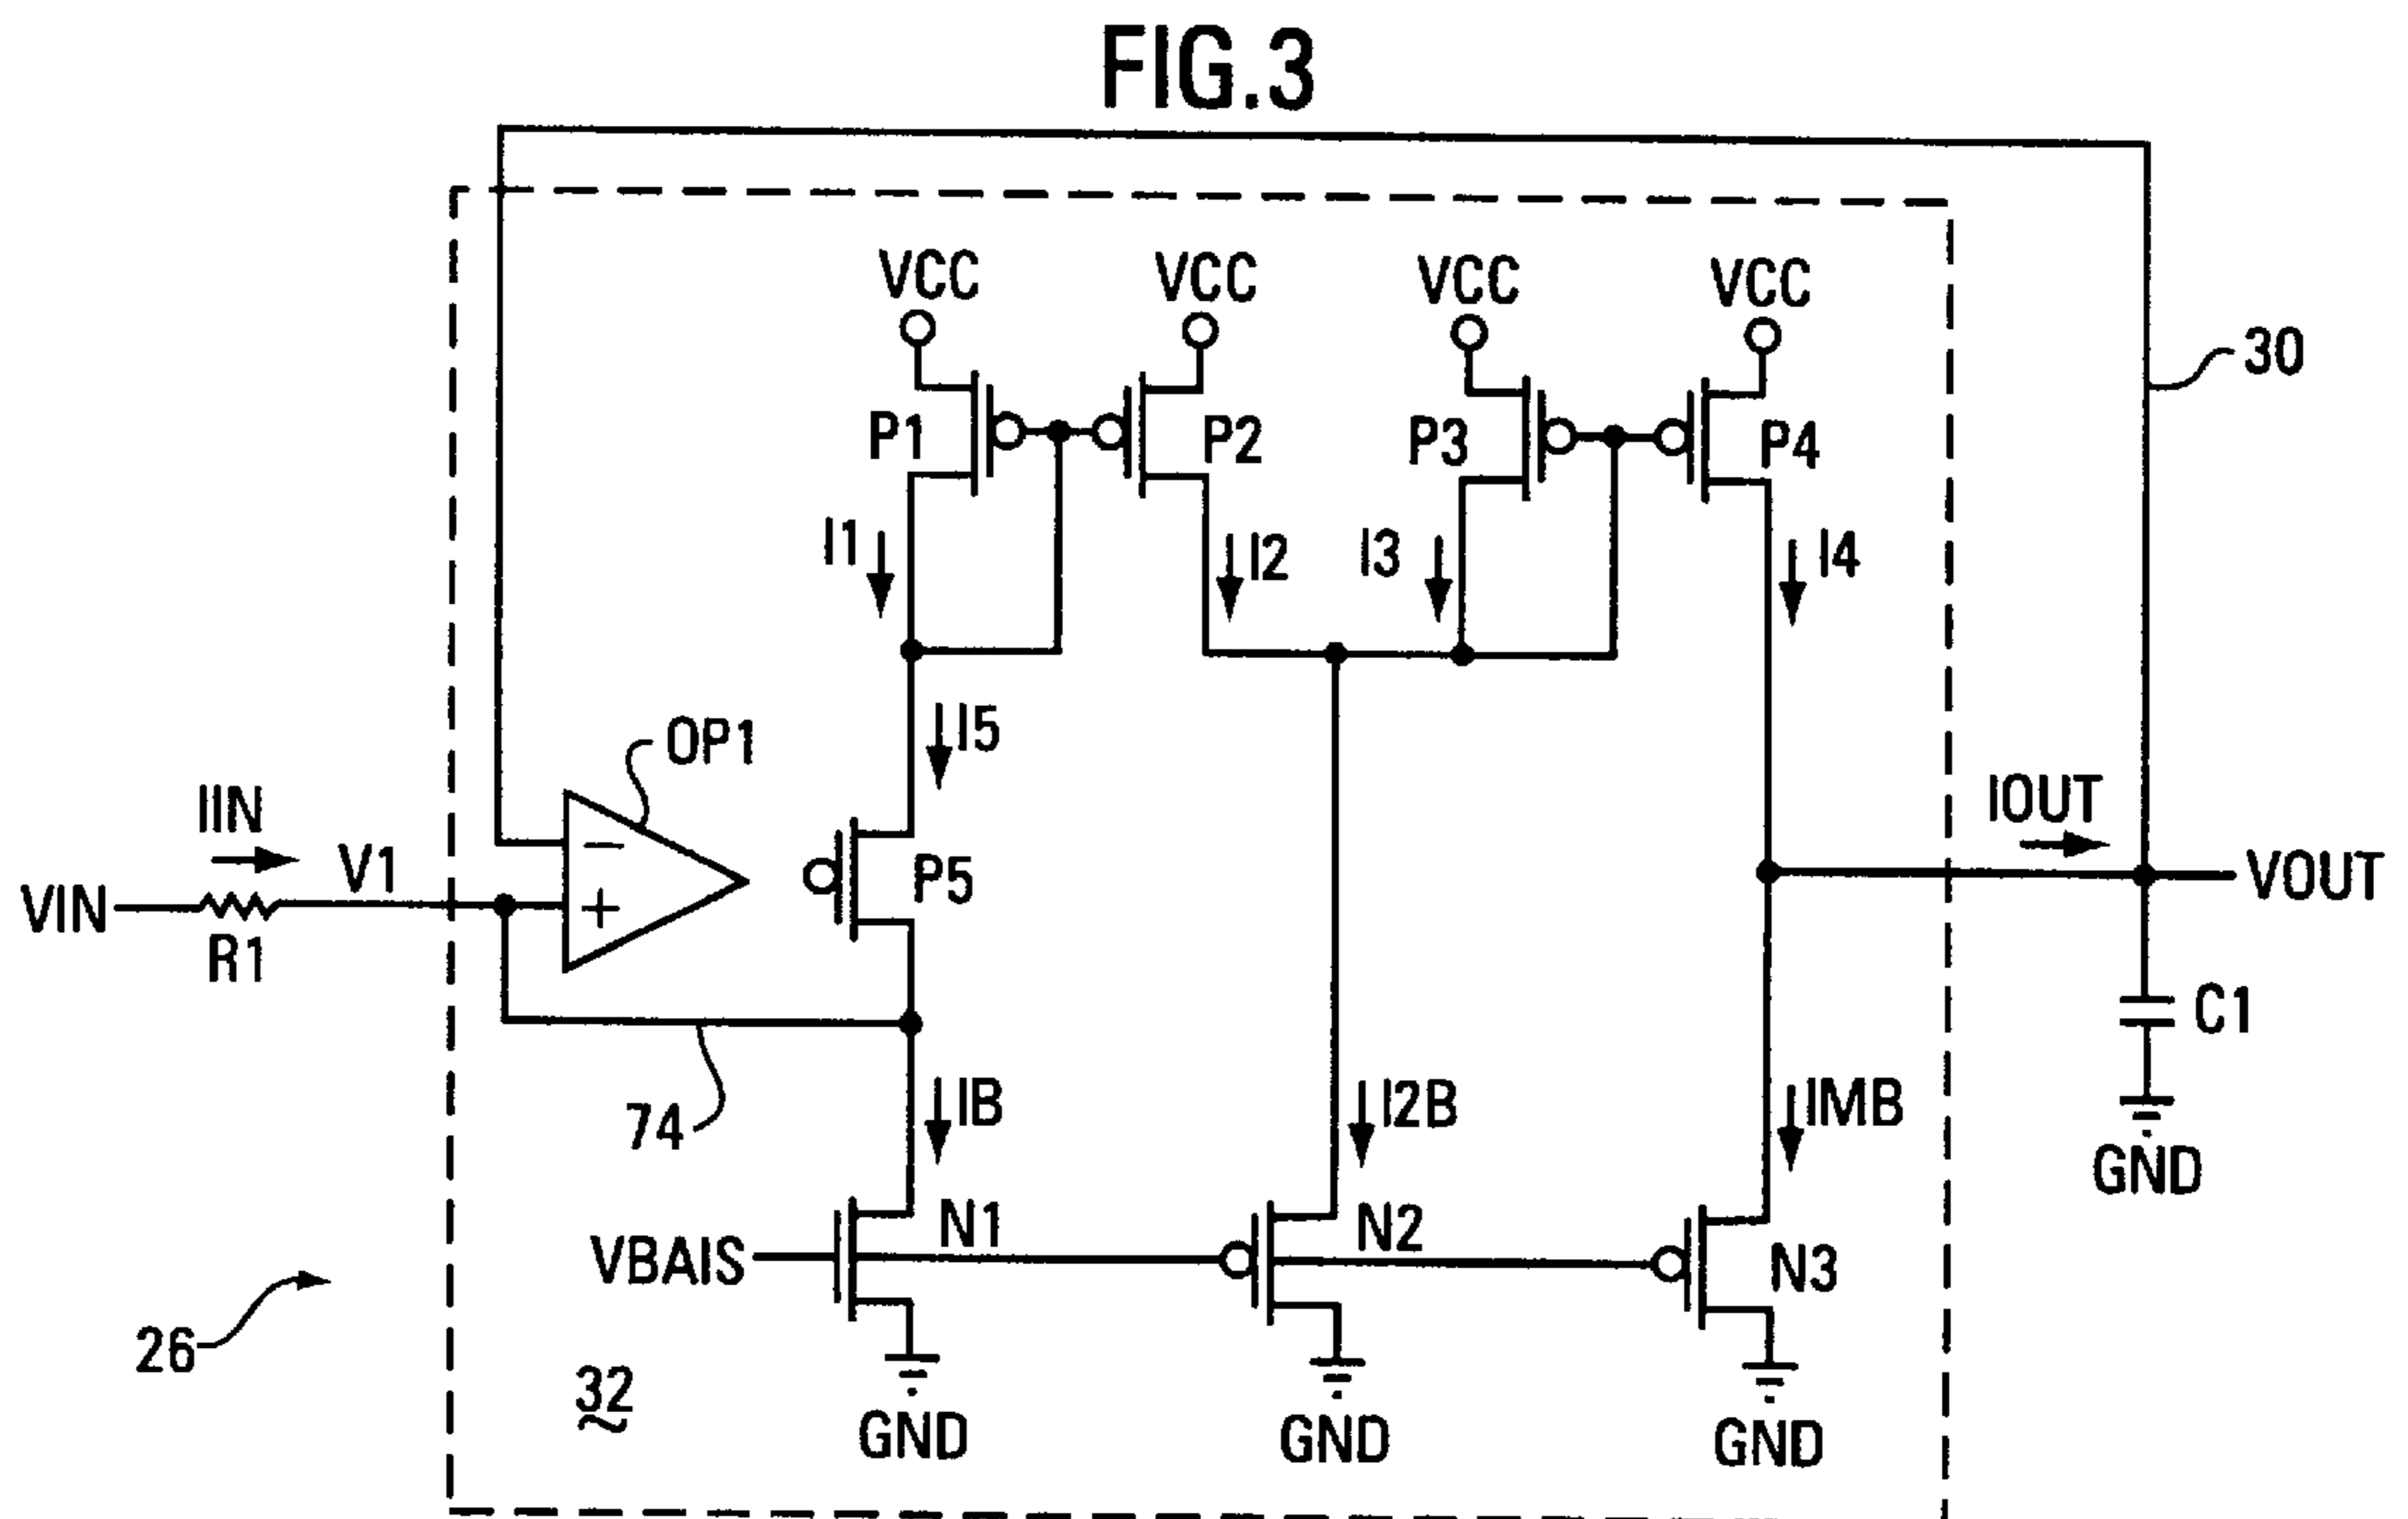 FIG.3
VCC VCC VCC VCC
30
P1 P2 P3 P4
I1 I2 I3 I4
I5
OP1
IIN
V1
IOUT
VIN
−
P5
VOUT
+
R1
C1
74
IB I2B IMB
GND
VBAIS
N1 N2 N3
26
32
GND GND GND